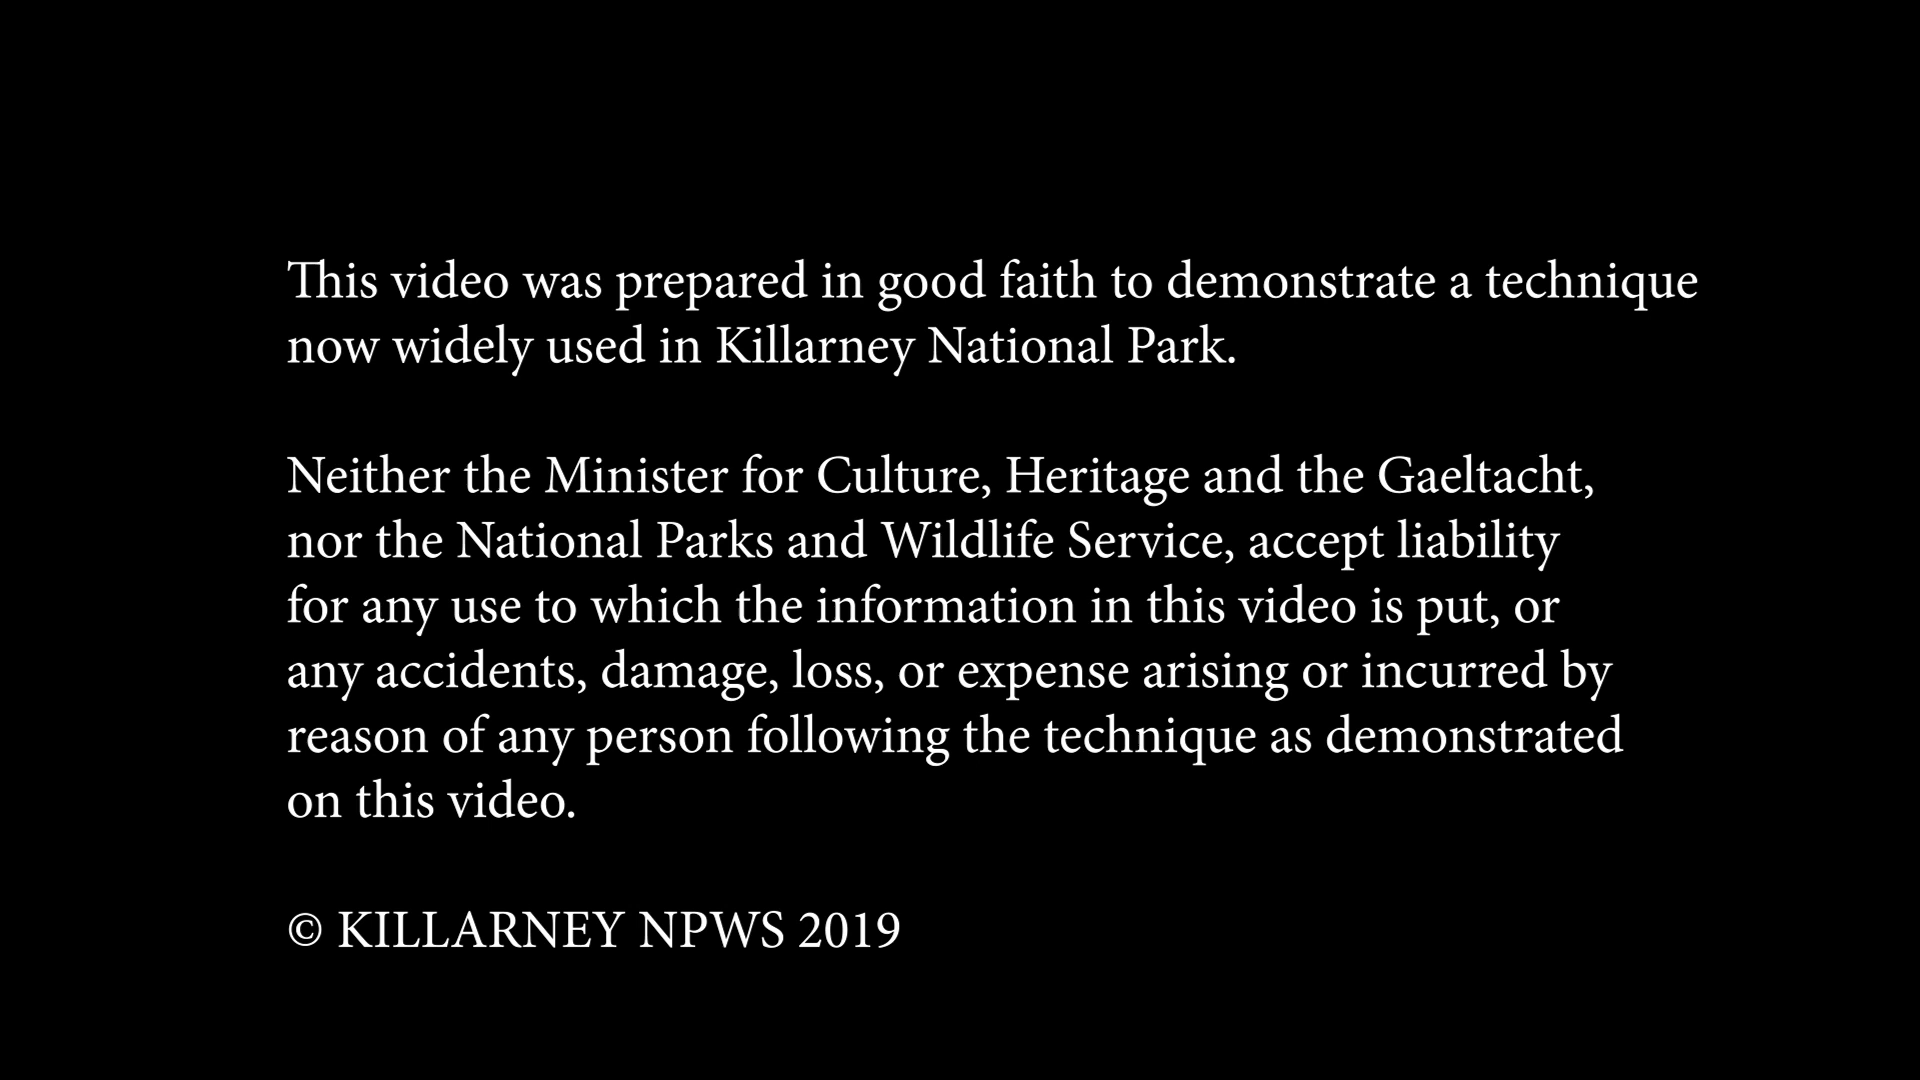 This video was prepared in good faith to demonstrate a technique
now widely used in Killarney National Park.
Neither the Minister for Culture, Heritage and the Gaeltacht,
nor the National Parks and Wildlife Service, accept liability
for any use to which the information in this video is put, or
any accidents, damage, loss, or expense arising or incurred by
reason of any person following the technique as demonstrated
on this video.
© KILLARNEY NPWS 2019